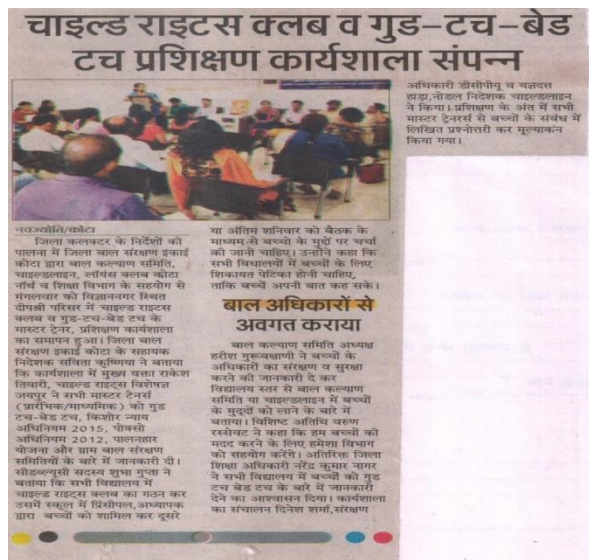 चाइल्ड राइटस क्लब व गुड-टच-बेड
टच प्रशिक्षण कार्यशाला संपन्न
नवज्योति/कोटा
जिला कलक्टर के निर्देशों की
पालना में जिला बाल संरक्षण इकाई
कोटा द्वारा बाल कल्याण समिति,
चाइल्डलाइन, लॉयंस क्लब कोटा
नॉर्थ व शिक्षा विभाग के सहयोग से
मंगलवार को विज्ञाननगर स्थित
दीपश्री परिसर में चाइल्ड राइटस
क्लब व गुड-टच-बेड टच के
मास्टर ट्रेनर, प्रशिक्षण कार्यशाला
का समापन हुआ। जिला बाल
संरक्षण इकाई कोटा के सहायक
निदेशक सविता कृष्णिया ने बताया
कि कार्यशाला में मुख्य वक्ता राकेश
तिवारी, चाइल्ड राइट्स विशेषज्ञ
जयपुर ने सभी मास्टर टेनर्स
(प्रारंभिक/माध्यमिक) को गुड
टच-बेड टच, किशोर न्याय
अधिनियम 2015, पोक्सो
अधिनियम 2012, पालनहार
योजना और ग्राम बाल संरक्षण
समितियों के बारे में जानकारी दी।
सीडब्ल्यूसी सदस्य शुभा गुप्ता ने
बताया कि सभी विद्यालय में
चाइल्ड राइट्स क्लब का गठन कर
उसमें स्कूल में प्रिंसीपल,अध्यापक
द्वारा बच्चों को शामिल कर दूसरे
या अंतिम शनिवार को बैठक के
माध्यम से बच्चो के मुद्दों पर चर्चा
की जानी चाहिए। उन्होंने कहा कि
सभी विघालयों में बच्चों के लिए
शिकायत पेटिका होनी चाहिए,
ताकि बच्चें अपनी बात कह सके।
बाल अधिकारों से
अवगत कराया
बाल कल्याण समिति अध्यक्ष
हरीश गुरूबक्षाणी ने बच्चों के
अधिकारों का संरक्षण व सुरक्षा
करने की जानकारी दे कर
विद्यालय स्तर से बाल कल्याण
समिति या चाइल्डलाइन में बच्चों
के मुद्दों को लाने के बारे में
बताया। विशिष्ट अतिथि वरुण
रस्सेवट ने कहा कि हम बच्चों की
मदद करने के लिए हमेशा विभाग
को सहयोग करेंगे। अतिरिक्त जिला
शिक्षा अधिकारी नरेंद्र कुमार नागर
ने सभी विद्यालय में बच्चों को गुड
टच बेड टच के बारे में जानकारी
देने का आश्वासन दिया। कार्यशाला
का संचालन दिनेश शर्मा,संरक्षण
अधिकारी डीसीपीयू व यज्ञदत्त
हाड़ा,नोडल निदेशक चाइल्डलाइन
ने किया।प्रशिक्षण के अंत में सभी
मास्टर ट्रेनरर्स से बच्चों के संबंध में
लिखित प्रश्नोत्तरी कर मूल्याकंन
किया गया।